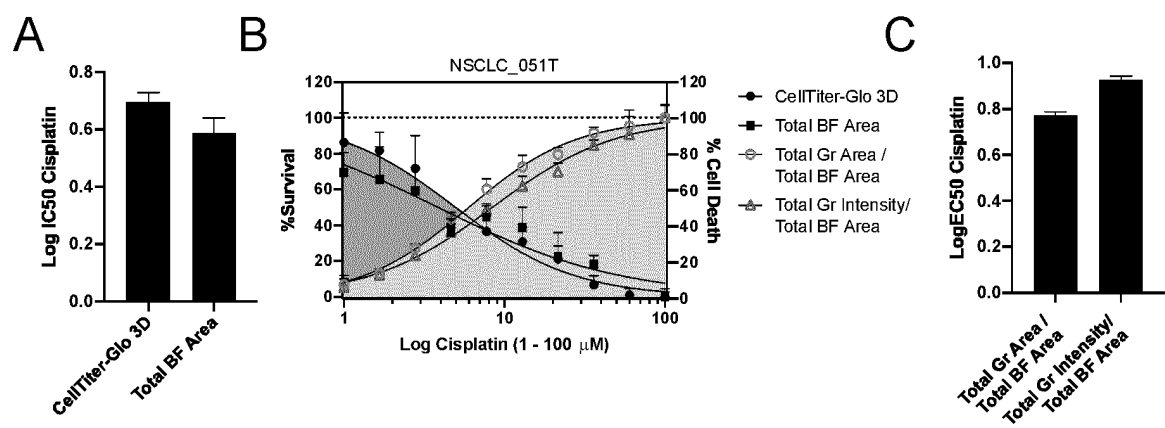 A
B
C
Log IC50 Cisplatin
0.8
0.6
0.4
0.2
0.0
CellTiter-Glo 3D
Total BF Area
NSCLC_051T
%Survival
120
100
80
60
40
20
0
120
100
80
60
40
20
0
% Cell Death
1
10
100
Log Cisplatin (1 - 100 µM)
CellTiter-Glo 3D
Total BF Area
Total Gr Area /
Total BF Area
Total Gr Intensity/
Total BF Area
LogEC50 Cisplatin
1.0
0.8
0.6
0.4
0.2
0.0
Total Gr Area /
Total BF Area
Total Gr Intensity/
Total BF Area